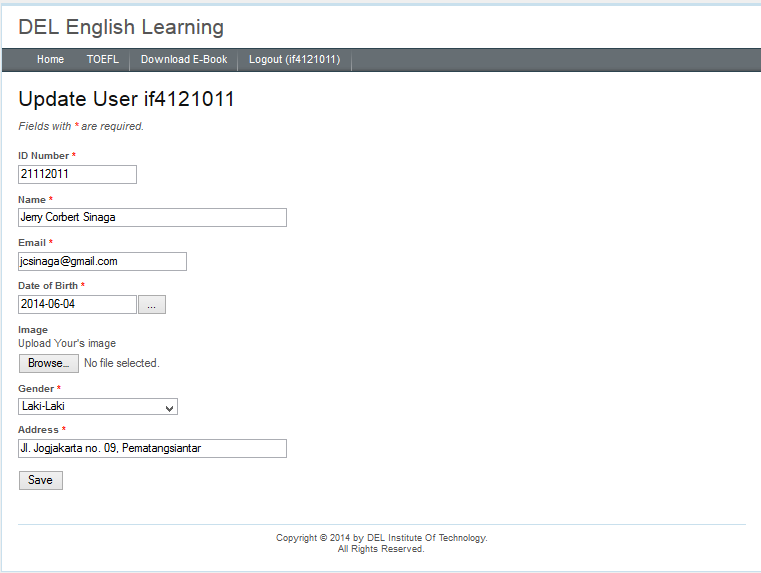 DEL English Learning
Home TOEFL Download E-Book Logout (if4121011)
Update User if4121011
Fields with * are required.
ID Number *
21112011
Name *
Jerry Corbert Sinaga
Email *
jcsinaga@gmail.com
Date of Birth *
2014-06-04 ...
Image
Upload Your's image
Browse... No file selected.
Gender *
Laki-Laki
Address *
Jl. Jogjakarta no. 09, Pematangsiantar
Save
Copyright © 2014 by DEL Institute Of Technology.
All Rights Reserved.